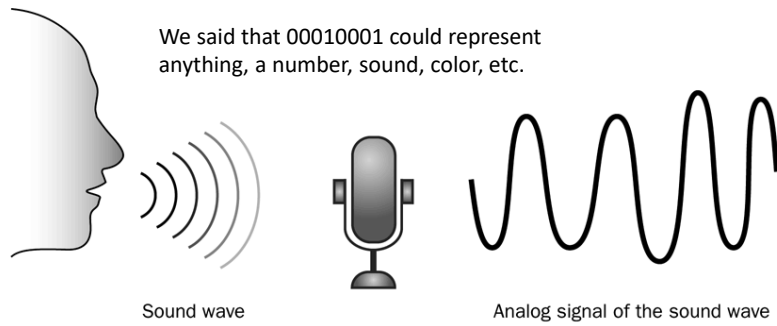 We said that 00010001 could represent
anything, a number, sound, color, etc.
Sound wave
Analog signal of the sound wave